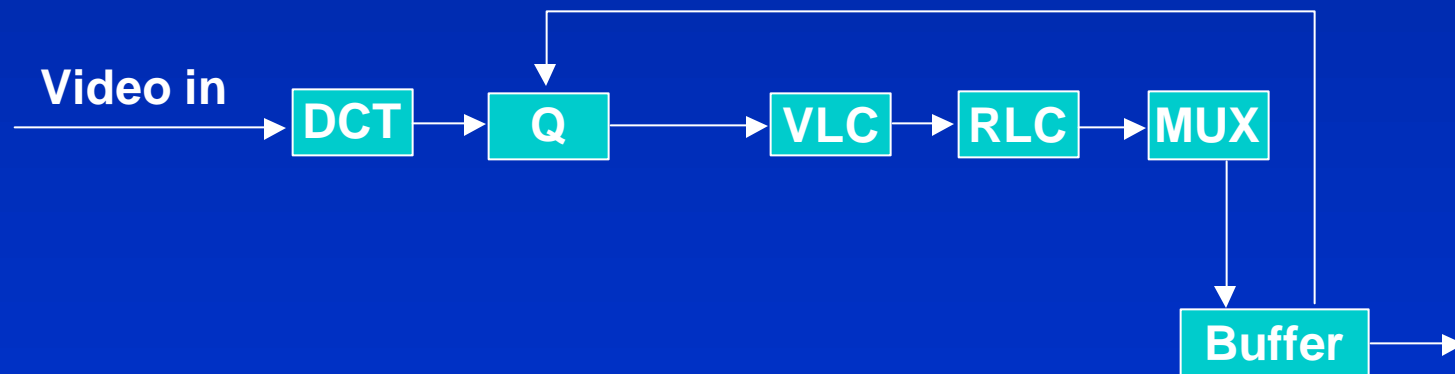 Video in
DCT
Q
VLC
RLC
MUX
Buffer